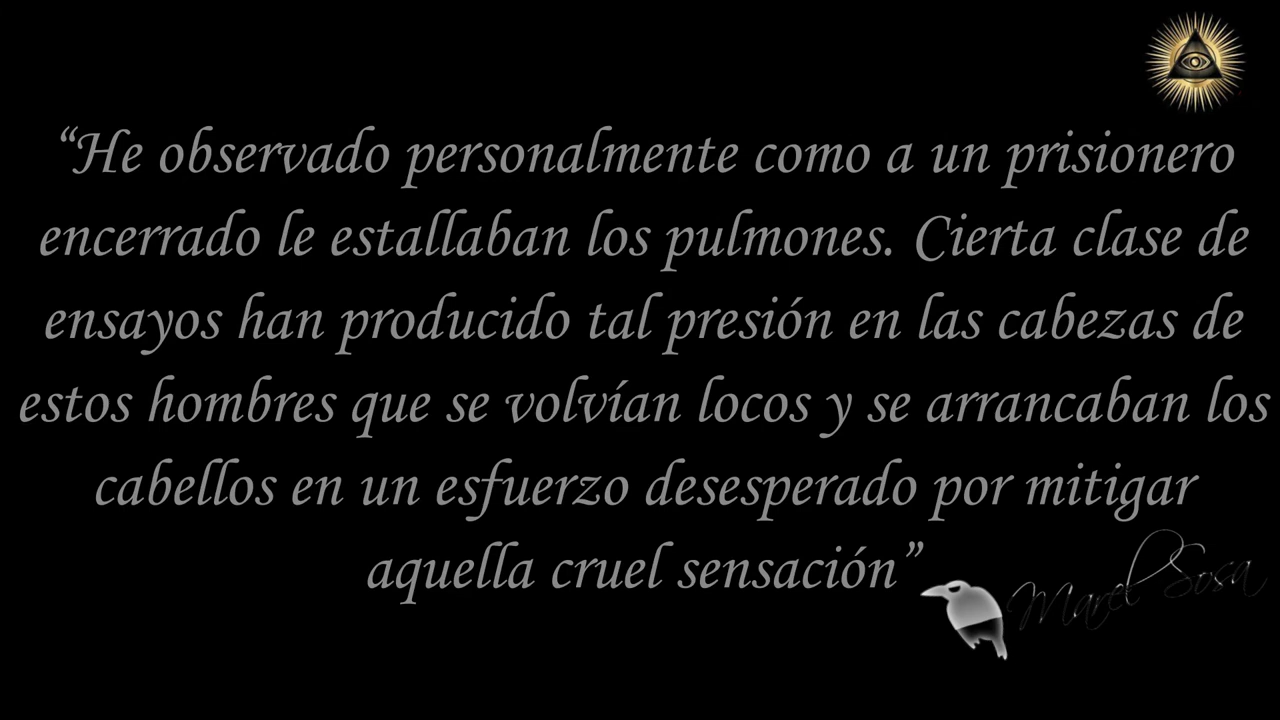 “He observado personalmente como a un prisionero
encerrado le estallaban los pulmones. Cierta clase de
ensayos han producido tal presión en las cabezas de
estos hombres que se volvían locos y se arrancaban los
cabellos en un esfuerzo desesperado por mitigar
aquella cruel sensación”
Marel Sosa